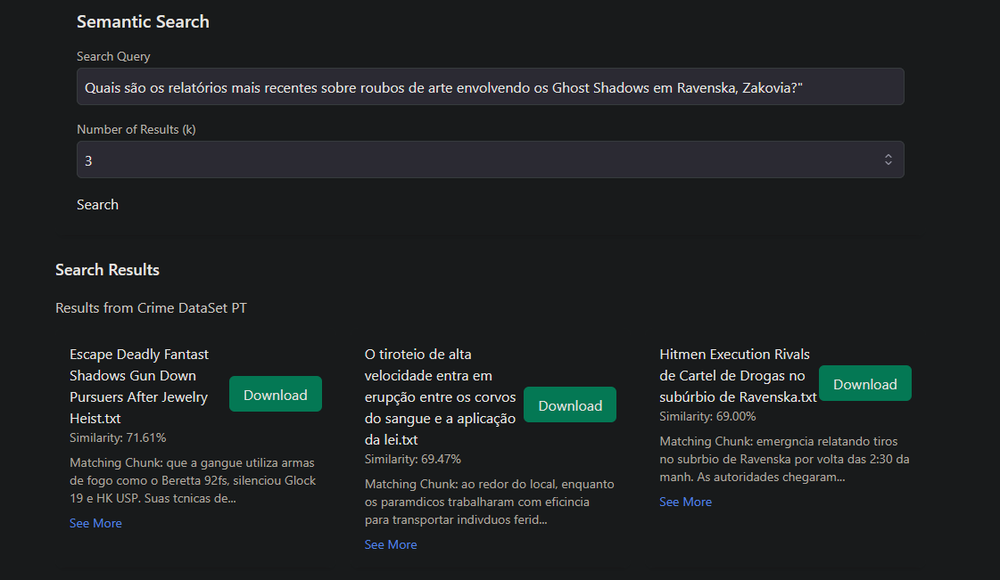 Semantic Search
Search Query
Quais são os relatórios mais recentes sobre roubos de arte envolvendo os Ghost Shadows em Ravenska, Zakovia?"
Number of Results (k)
3
Search
Search Results
Results from Crime DataSet PT
Escape Deadly Fantast
Shadows Gun Down
Pursuers After Jewelry
Heist.txt
Similarity: 71.61%
Download
Matching Chunk: que a gangue utiliza armas
de fogo como o Beretta 92fs, silenciou Glock
19 e HK USP. Suas tcnicas de...
See More
O tiroteio de alta
velocidade entra em
erupção entre os corvos
do sangue e a aplicação
da lei.txt
Similarity: 69.47%
Download
Matching Chunk: ao redor do local, enquanto
os paramdicos trabalharam com eficincia
para transportar indivduos ferid...
See More
Hitmen Execution Rivals
de Cartel de Drogas no
subúrbio de Ravenska.txt
Similarity: 69.00%
Download
Matching Chunk: emergncia relatando tiros
no subrbio de Ravenska por volta das 2:30 da
manh. As autoridades chegaram...
See More